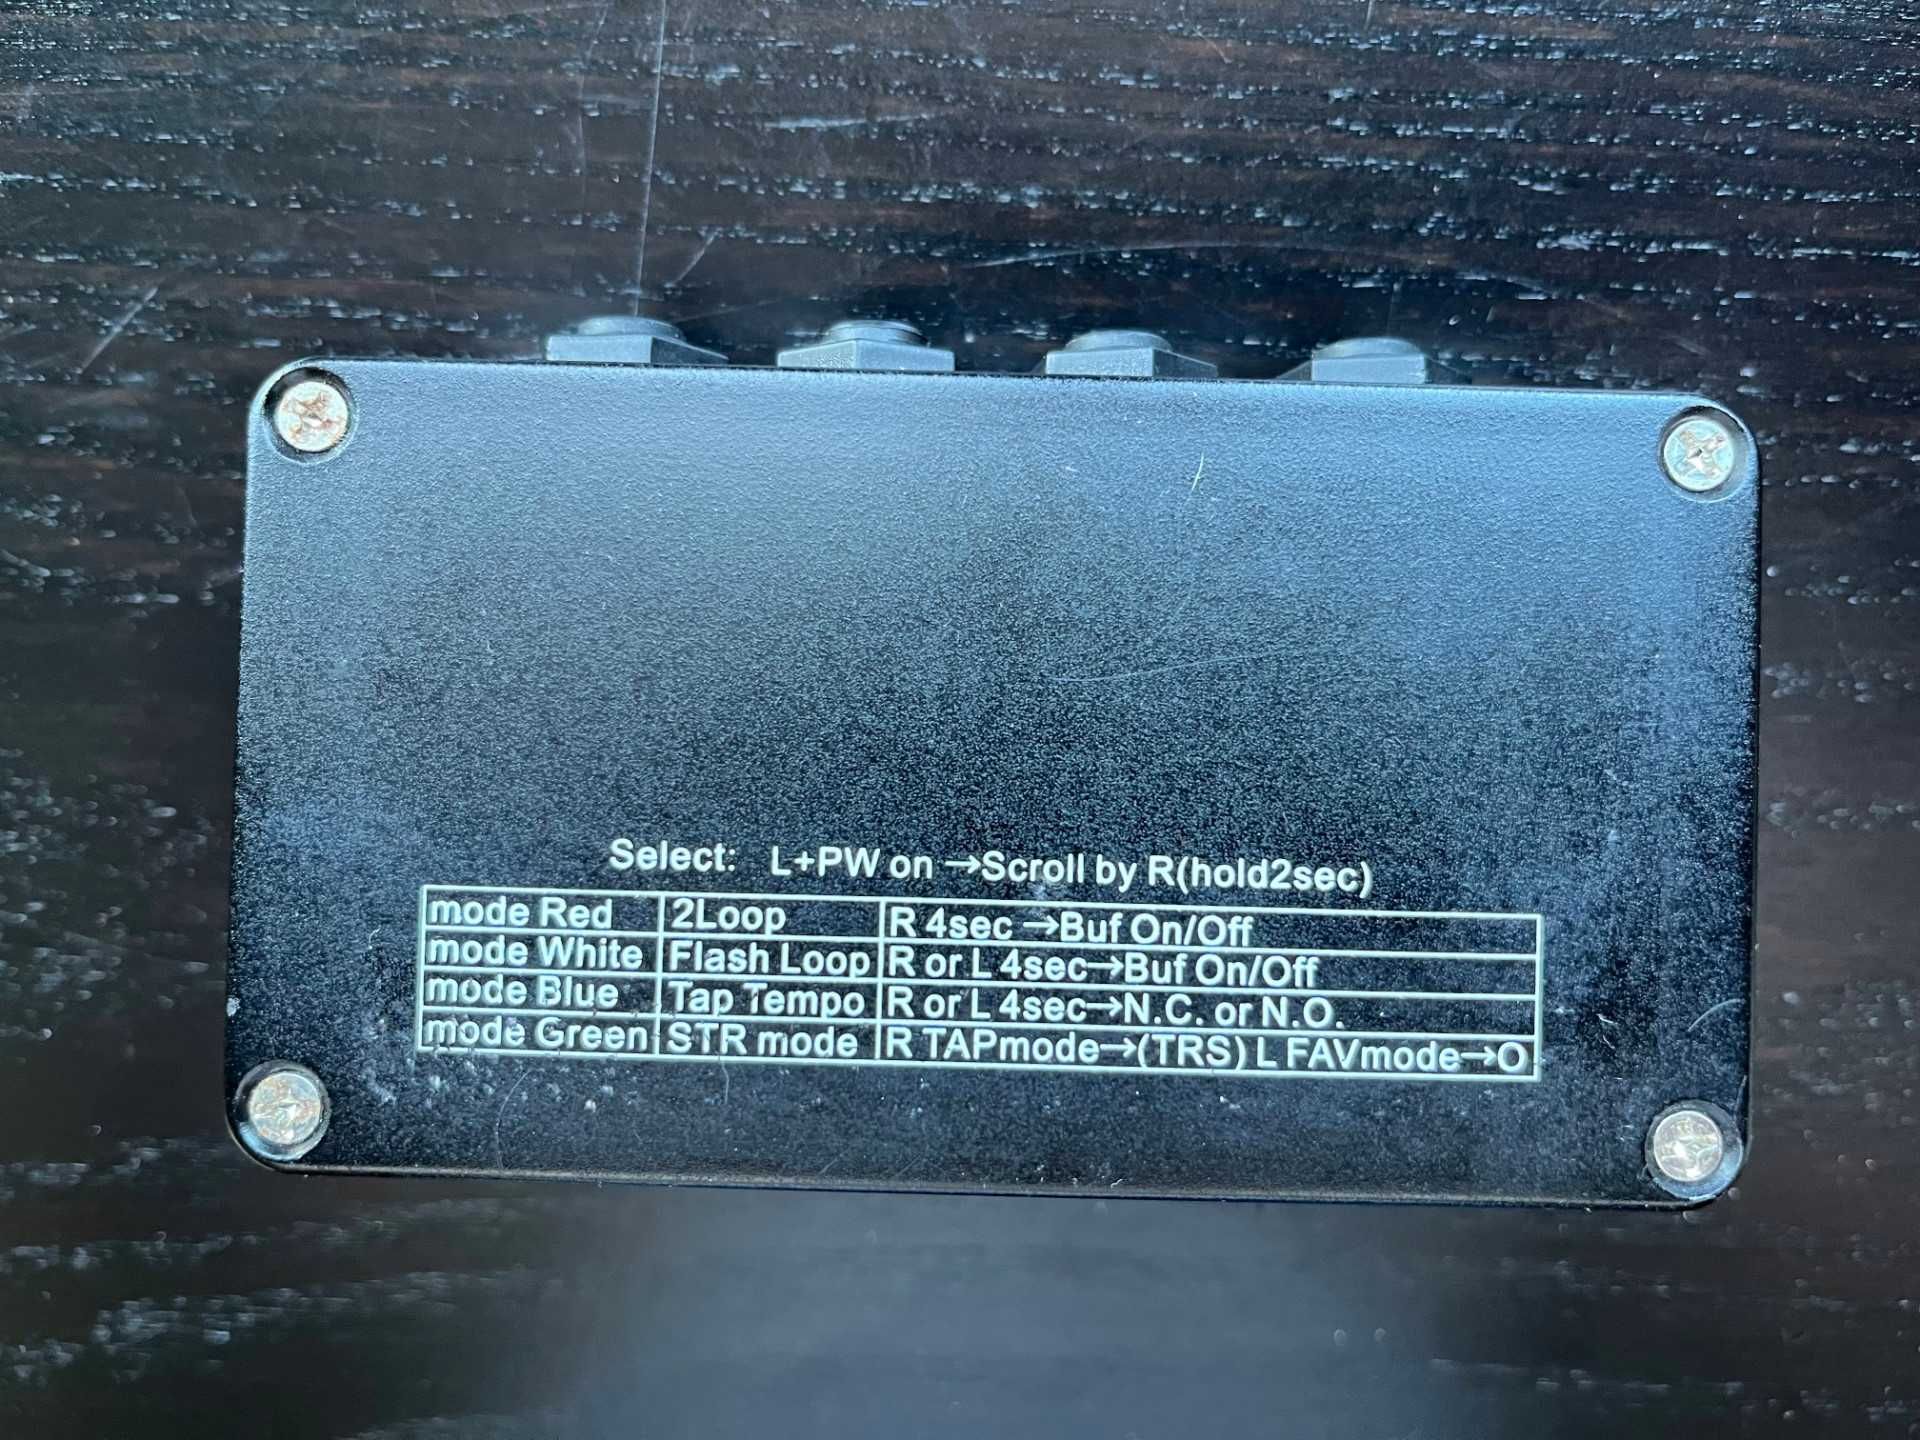 Select: L+PW on →Scroll by R(hold2sec)
mode Red 2Loop R 4sec →Buf On/Off
mode White Flash Loop R or L 4sec→Buf On/Off
mode Blue Tap Tempo R or L 4sec→N.C. or N.O.
mode Green STR mode R TAPmode→(TRS) L FAVmode→O